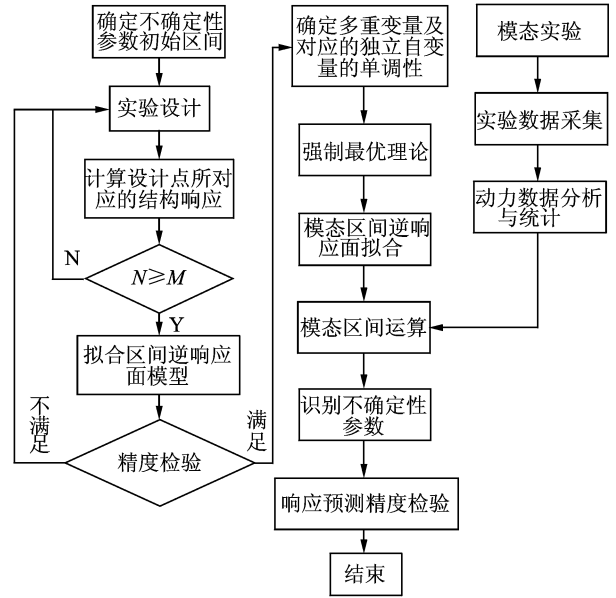 确定不确定性
参数初始区间
实验设计
计算设计点所对
应的结构响应
N
N≥M
Y
拟合区间逆响应
面模型
不满足
精度检验
满足
确定多重变量及
对应的独立自变
量的单调性
强制最优理论
模态区间逆响
应面拟合
模态区间运算
识别不确定性
参数
响应预测精度检验
结束
模态实验
实验数据采集
动力数据分析
与统计